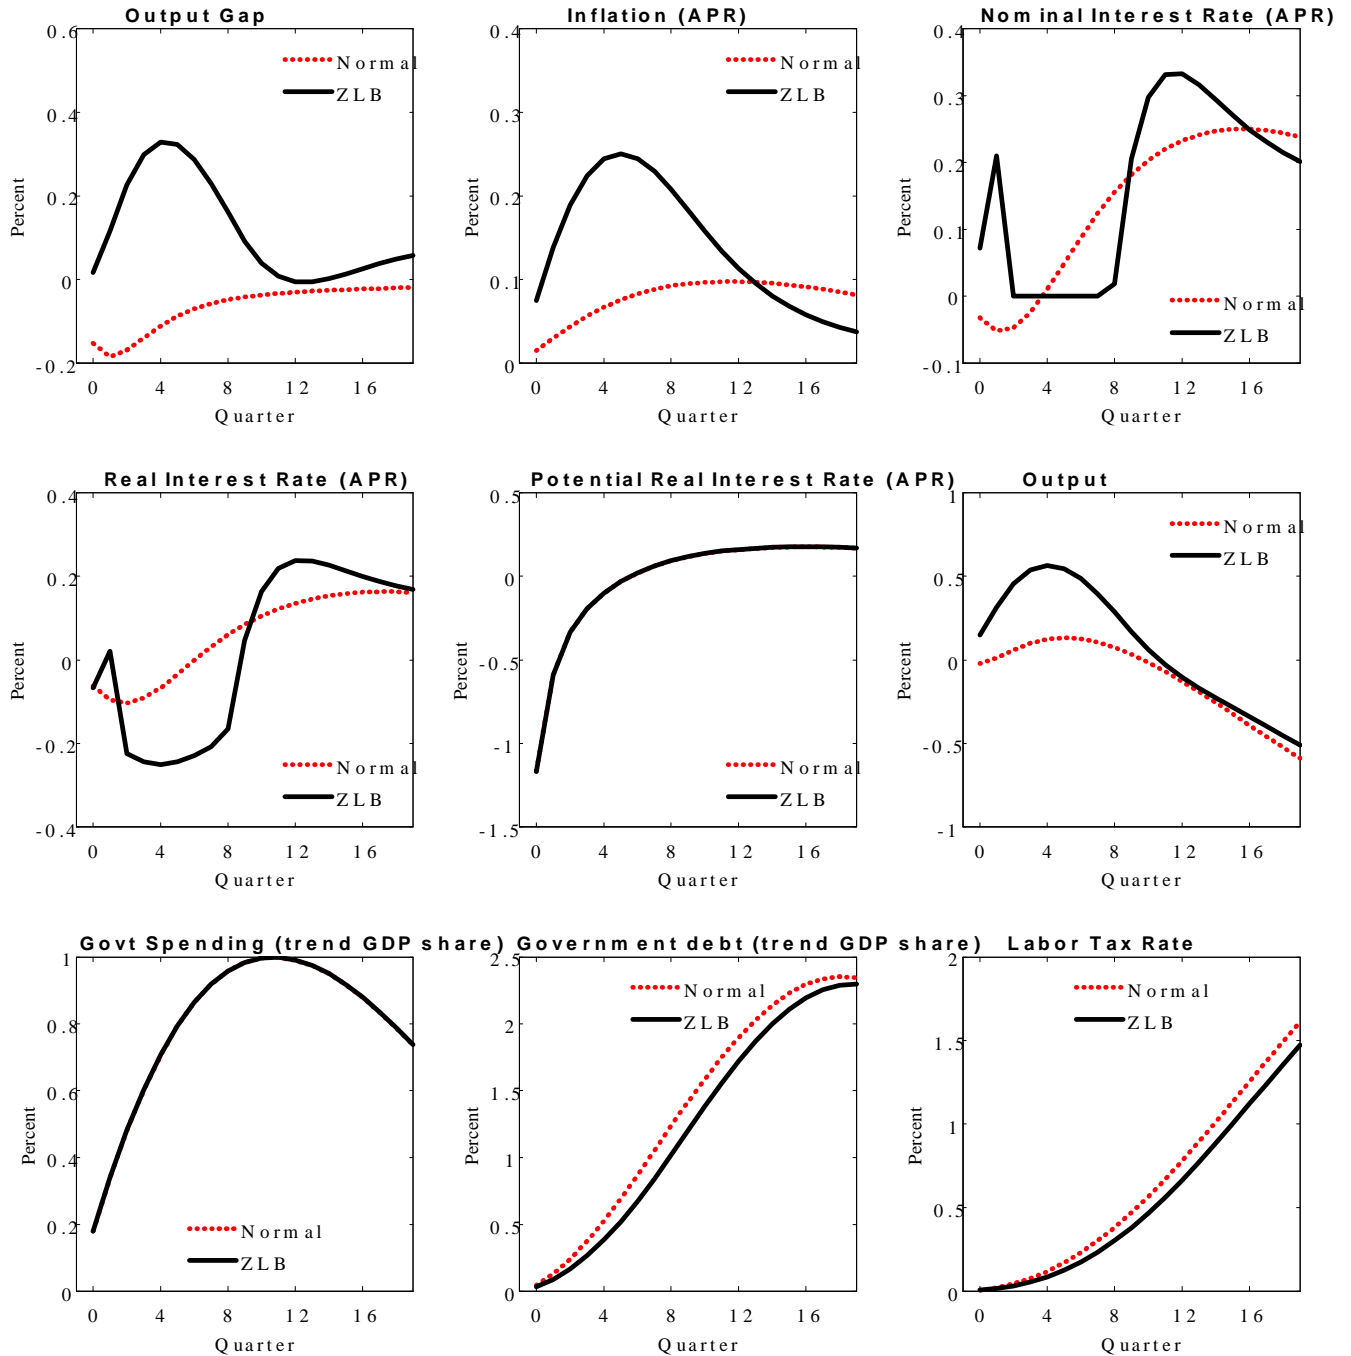 Output Gap
Inflation (APR)
Nominal Interest Rate (APR)
0.6
0.4
0.2
0
-0.2
Percent
Normal
ZLB
0 4 8 12 16
Quarter
0.4
0.3
0.2
0.1
0
Percent
Normal
ZLB
0 4 8 12 16
Quarter
0.4
0.3
0.2
0.1
0
-0.1
Percent
Normal
ZLB
0 4 8 12 16
Quarter
Real Interest Rate (APR)
Potential Real Interest Rate (APR)
Output
0.4
0.2
0
-0.2
-0.4
Percent
Normal
ZLB
0 4 8 12 16
Quarter
0.5
0
-0.5
-1
-1.5
Percent
Normal
ZLB
0 4 8 12 16
Quarter
1
0.5
0
-0.5
-1
Percent
Normal
ZLB
0 4 8 12 16
Quarter
Govt Spending (trend GDP share)
Government debt (trend GDP share)
Labor Tax Rate
1
0.8
0.6
0.4
0.2
0
Percent
Normal
ZLB
0 4 8 12 16
Quarter
2.5
2
1.5
1
0.5
0
Percent
Normal
ZLB
0 4 8 12 16
Quarter
2
1.5
1
0.5
0
Percent
Normal
ZLB
0 4 8 12 16
Quarter